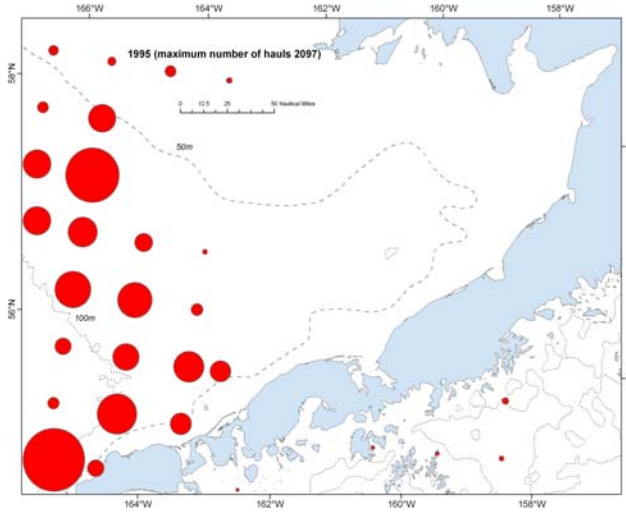 166°W 164°W 162°W 160°W 158°W
1995 (maximum number of hauls 2097)
58°N
0 12.5 25 50 Nautical Miles
50m
56°N
100m
164°W 162°W 160°W 158°W